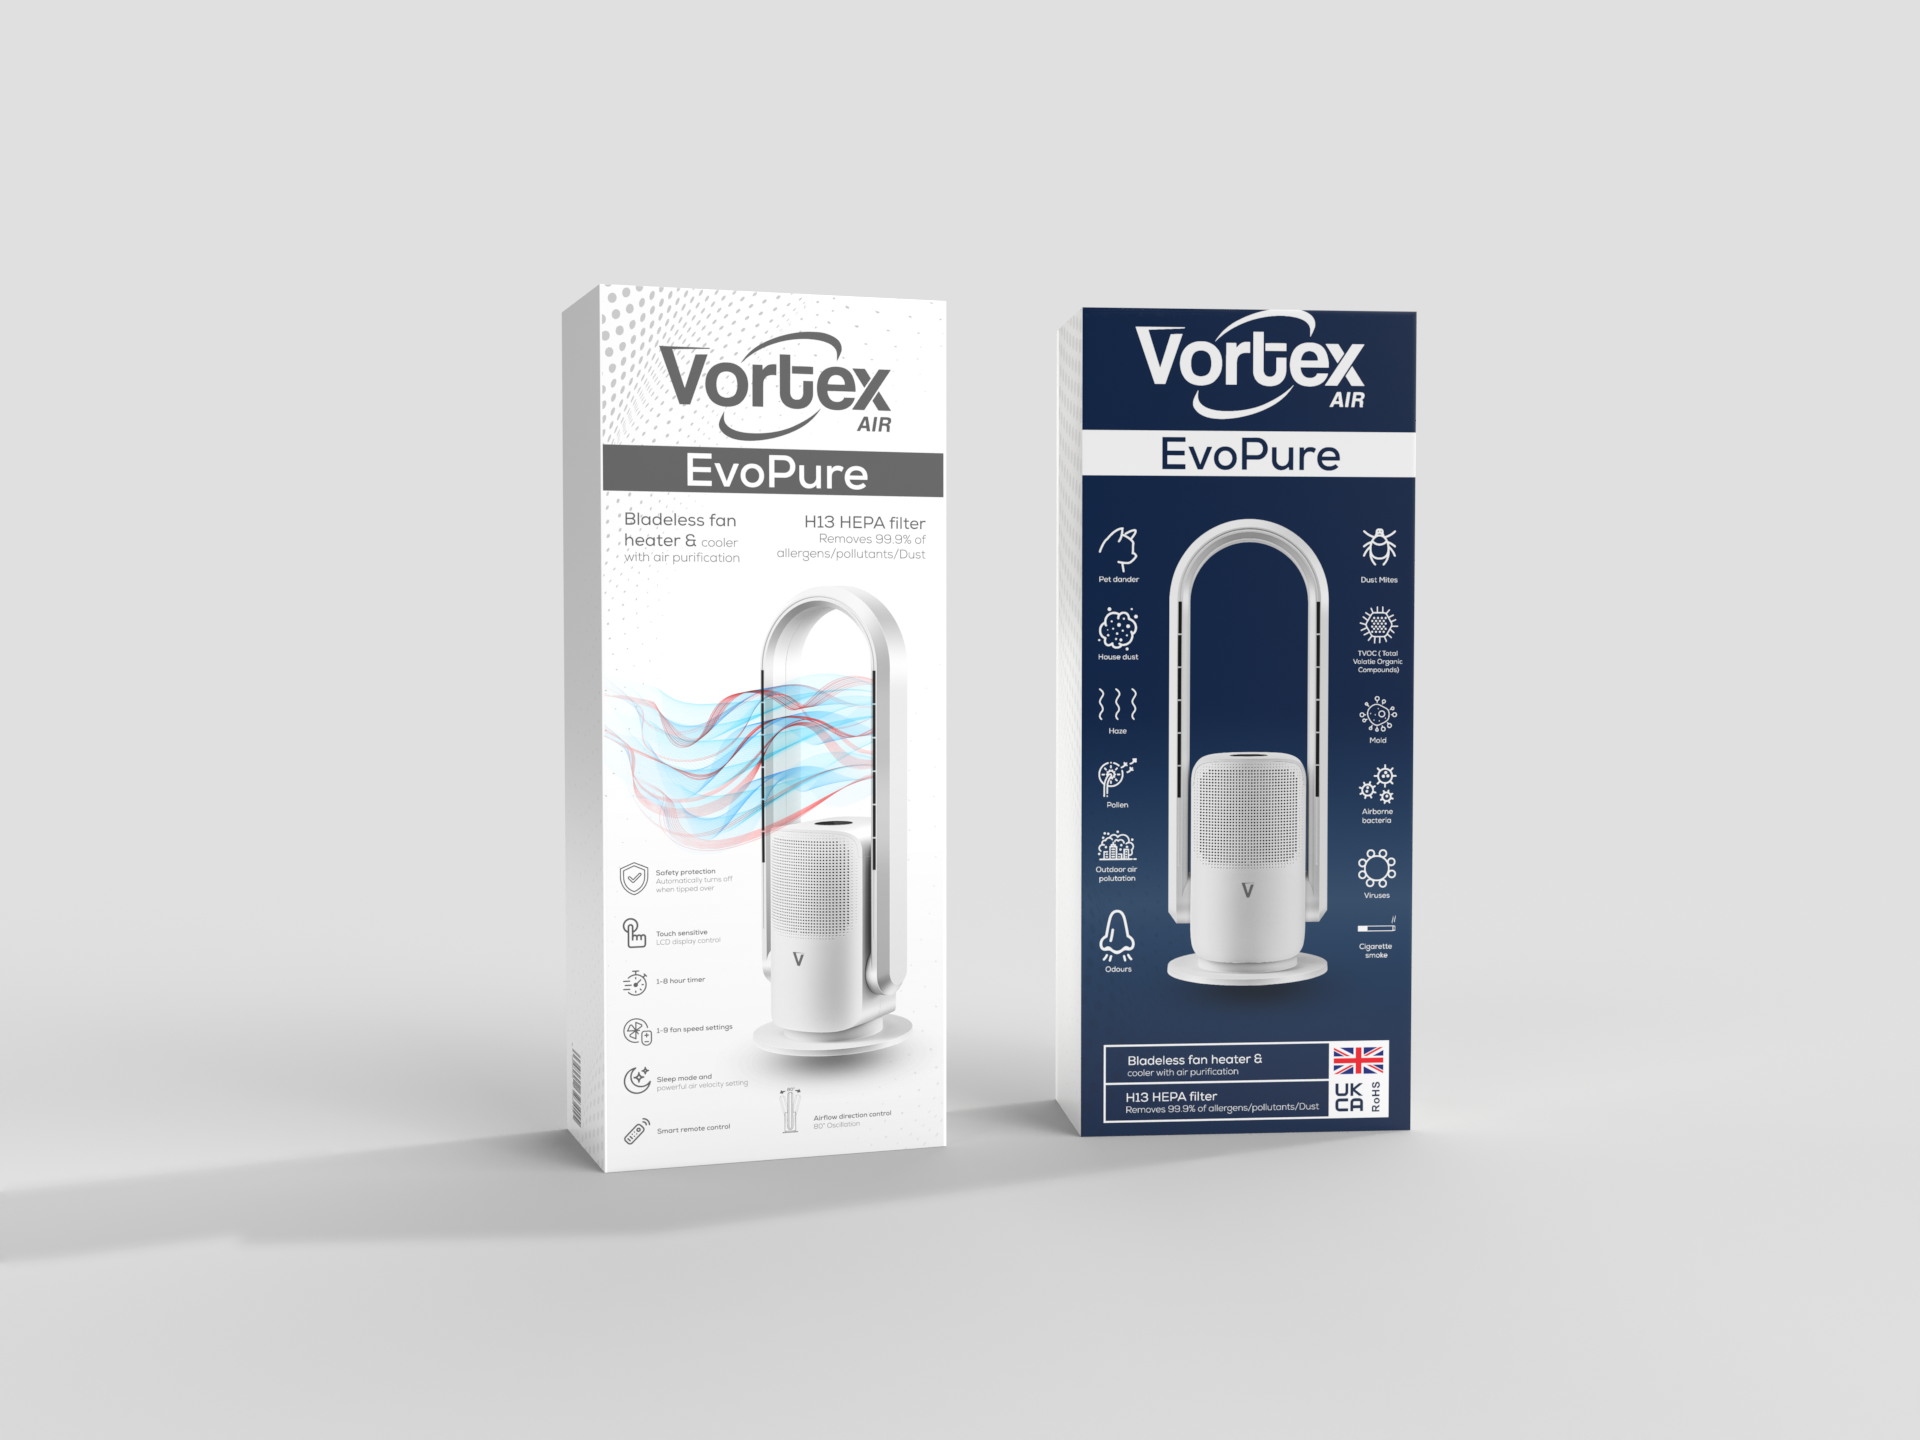 Vortex
AIR
EvoPure
Bladeless fan
heater & cooler
with air purification
H13 HEPA filter
Removes 99.9% of
allergens/pollutants/Dust
Safety protection
Automatically turns off
when tipped over
Touch sensitive
LCD display control
1-8 hour timer
1-9 fan speed settings
Sleep mode and
powerful air velocity setting
Smart remote control
Airflow direction control
80° Oscillation
V
Vortex
AIR
EvoPure
Pet dander
House dust
Haze
Pollen
Outdoor air
polutation
Odours
Dust Mites
TVOC ( Total
Volatle Organic
Compounds)
Mold
Airborne
bacteria
Viruses
Cigarette
smoke
V
Bladeless fan heater &
cooler with air purification
H13 HEPA filter
Removes 99.9% of allergens/pollutants/Dust
UK
CA
RoHS